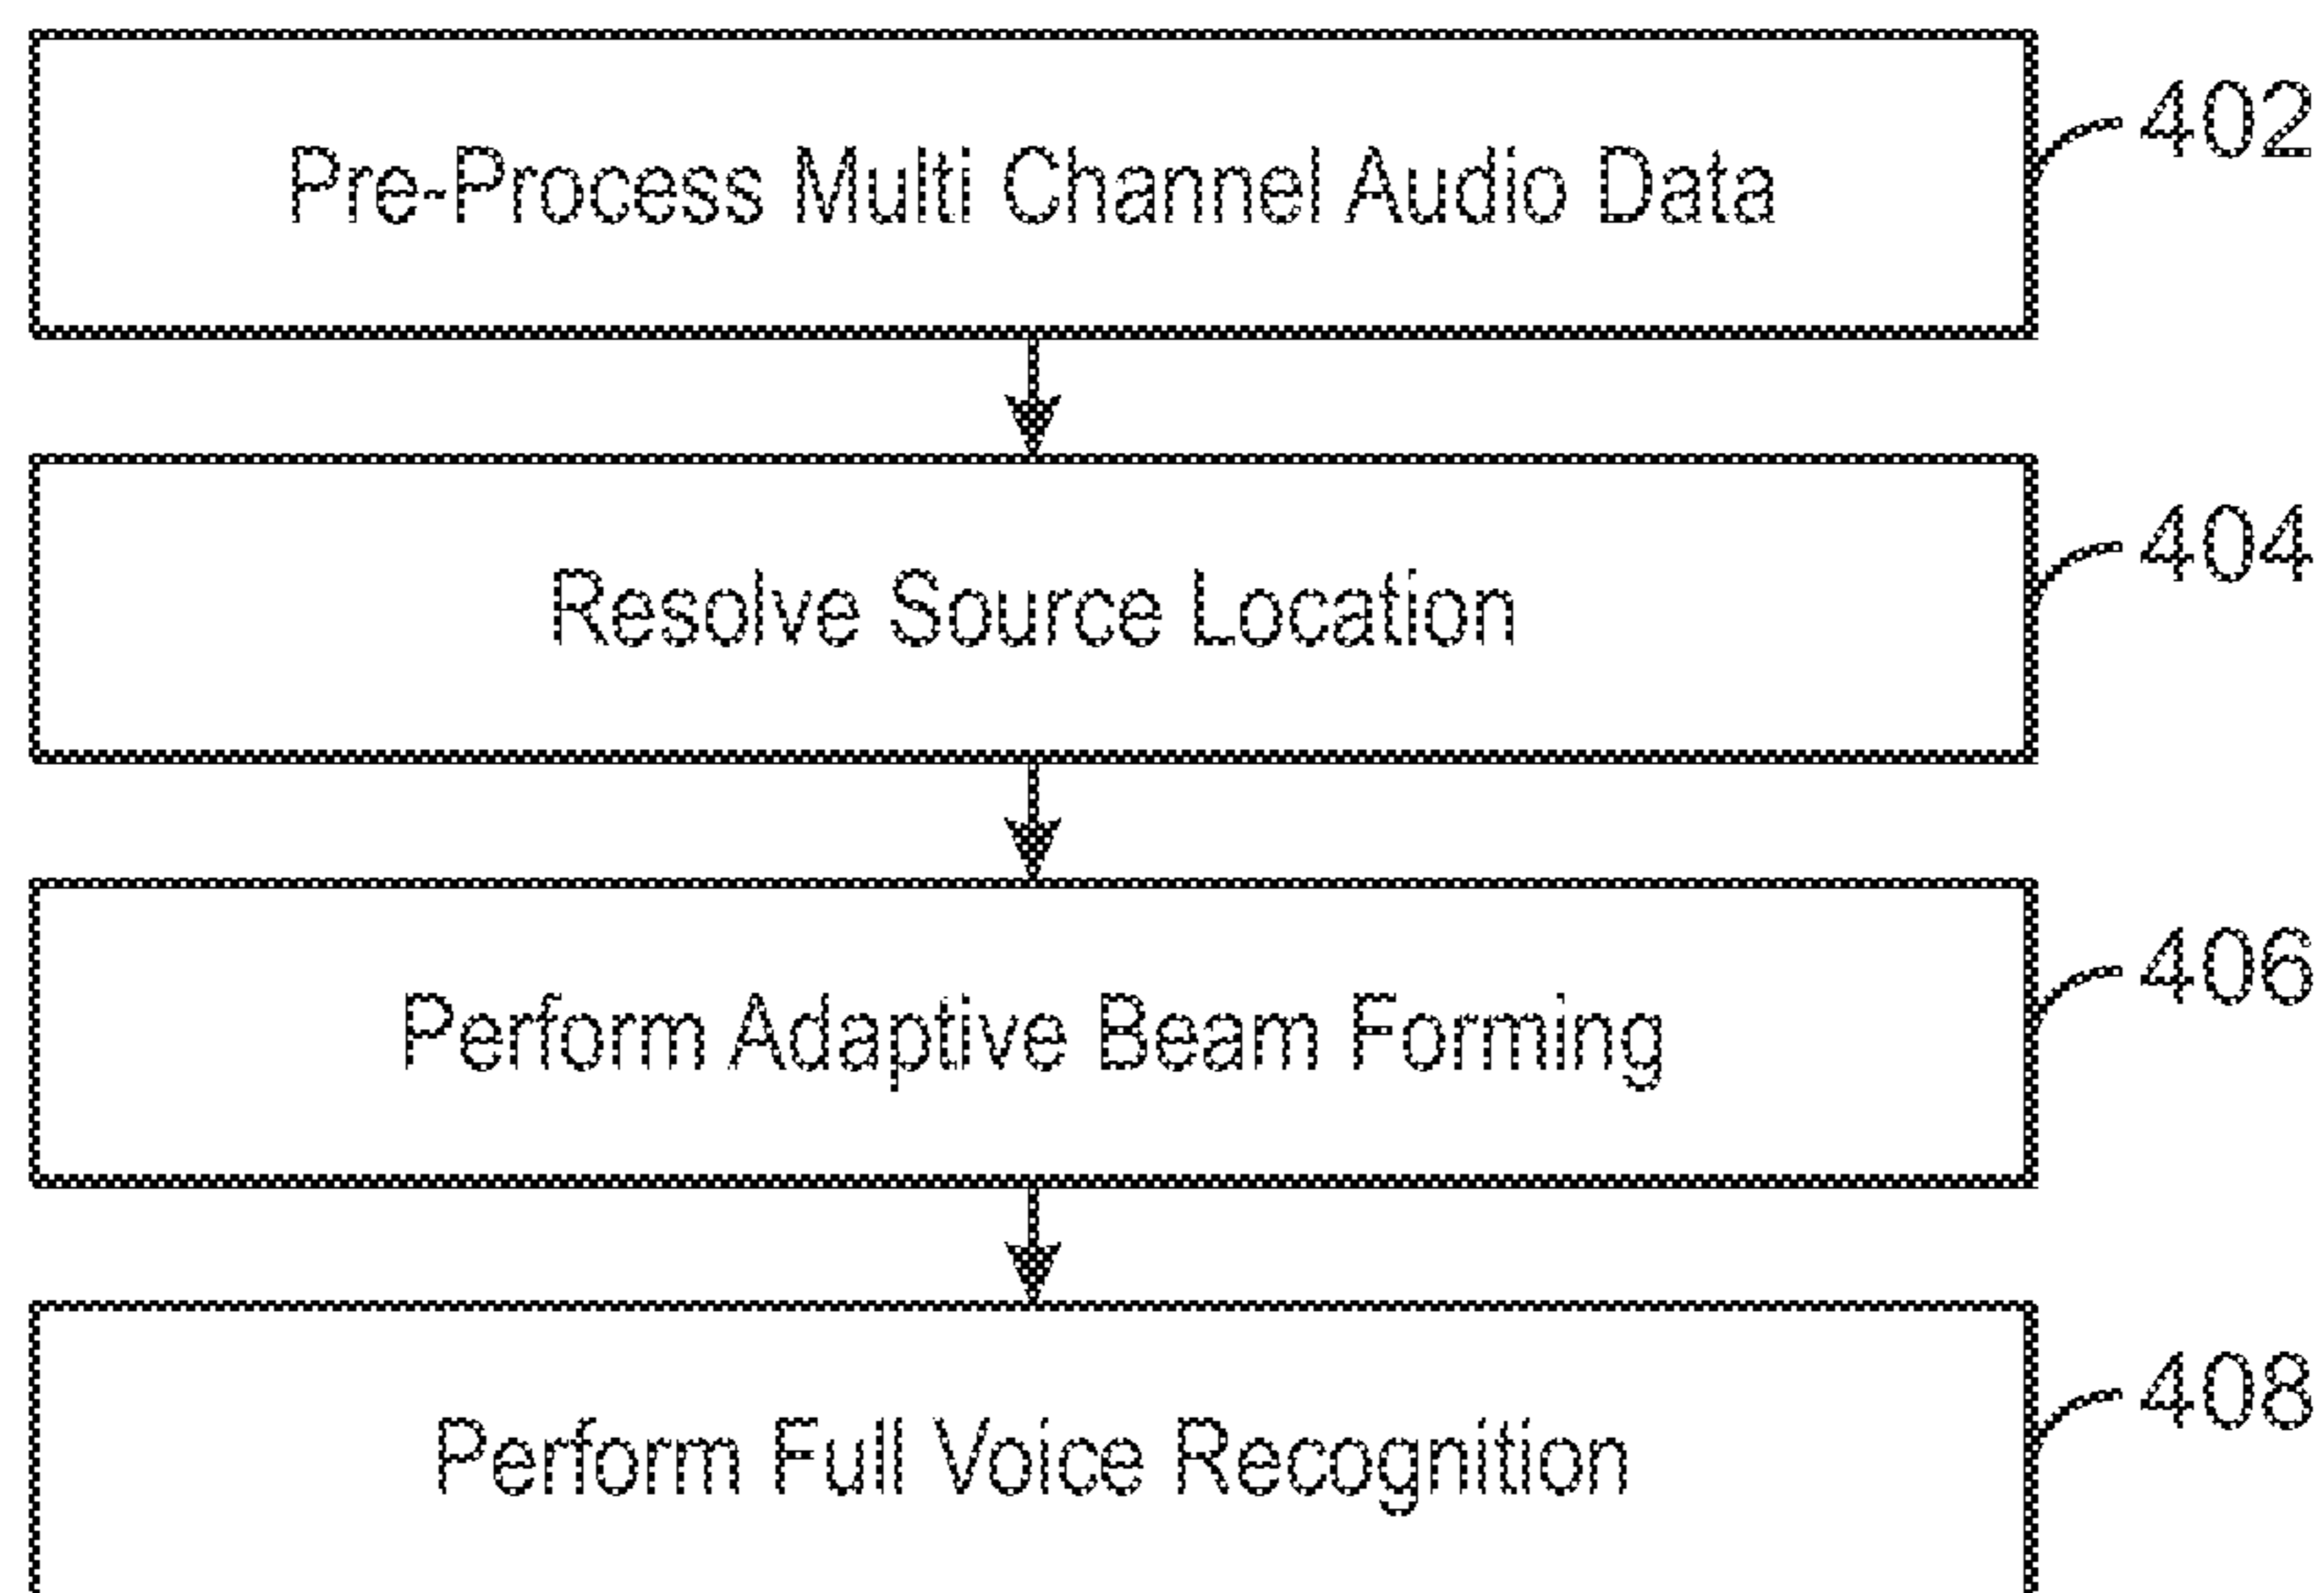 Pre-Process Multi Channel Audio Data
402
Resolve Source Location
404
Perform Adaptive Beam Forming
406
Perform Full Voice Recognition
408